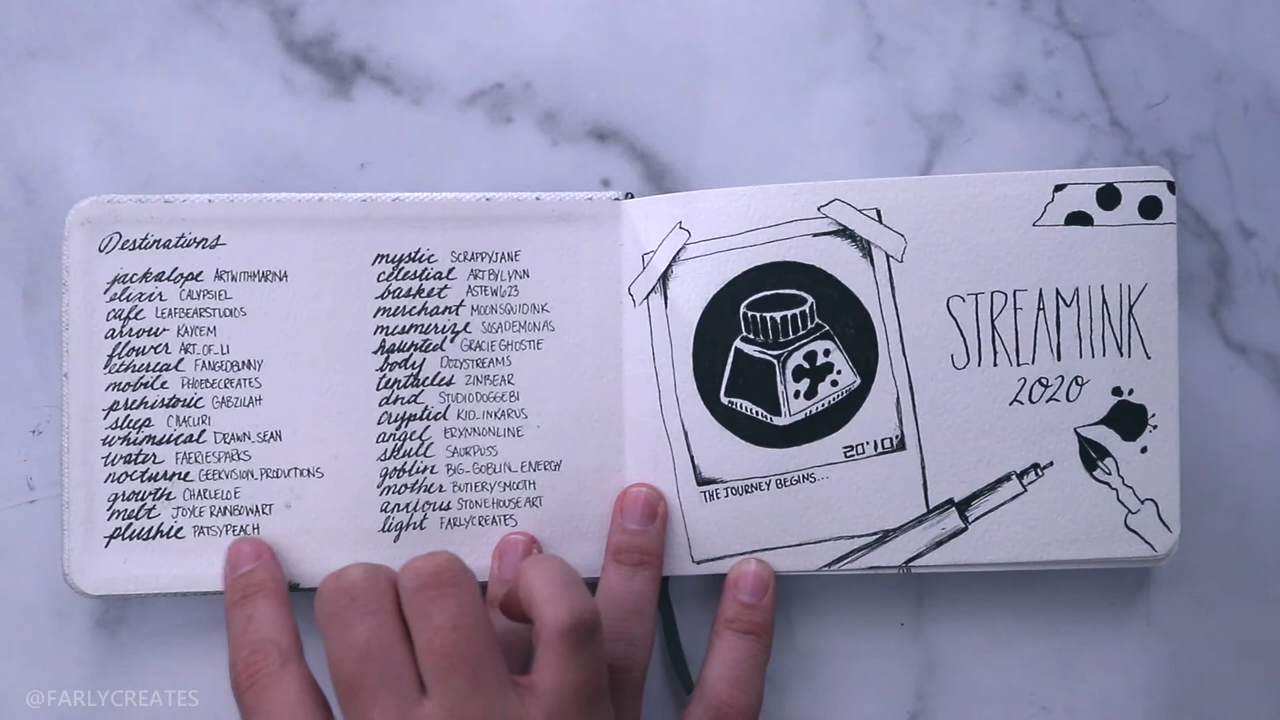 Destinations
jackalope ARTWITHMARINA
elixir CALYPSIEL
cafe LEAFBEARSTUDIOS
arrow KAYCEM
flower ART_OF_LI
ethereal FANGEDBUNNY
mobile PHOEBECREATES
prehistoric GABZILAH
sleep CHACURI
whimsical DRAWN_SEAN
water FAERIESPARKS
nocturne GEEKVISION_PRODUCTIONS
growth CHARLELOE
melt JOYCE RAINBOWART
plushie PATSYPEACH
mystic SCRAPPYJANE
celestial ARTBYLYNN
basket ASTEW623
merchant MOONSQUIDINK
mesmerize SOSADEMONAS
haunted GRACIEGHOSTIE
body DOZYSTREAMS
tentacles ZINBEAR
dnd STUDIODOGGEBI
cryptid KID_INKARUS
angel ERYNNONLINE
skull SAURPUSS
goblin BIG_GOBLIN_ENERGY
mother BUTTERYSMOOTH
anxious STONEHOUSEART
light FARLYCREATES
20'10
THE JOURNEY BEGINS...
STREAMINK
2020
@FARLYCREATES